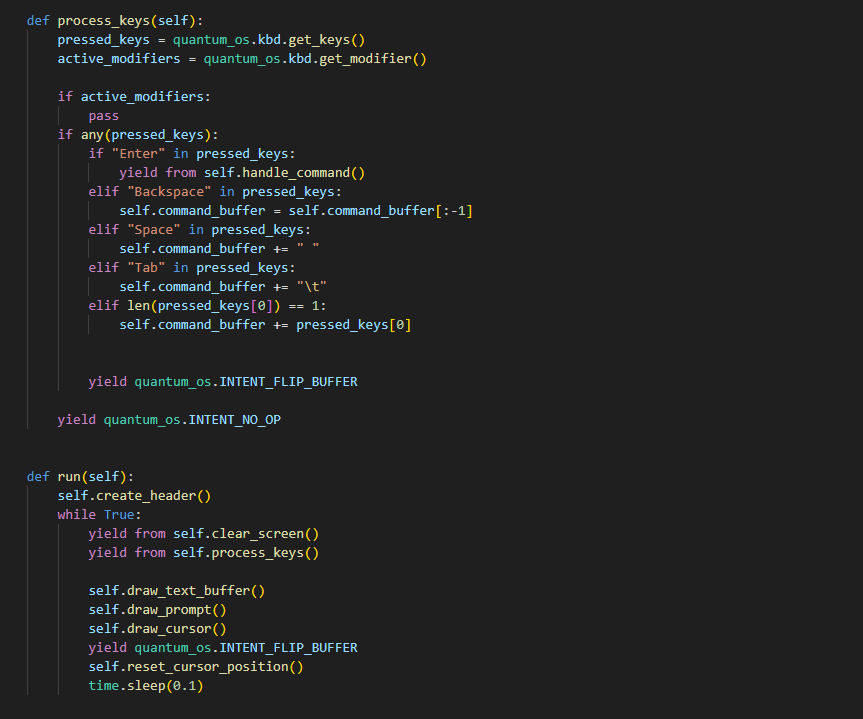 def process_keys(self):
    pressed_keys = quantum_os.kbd.get_keys()
    active_modifiers = quantum_os.kbd.get_modifier()

    if active_modifiers:
        pass
    if any(pressed_keys):
        if "Enter" in pressed_keys:
            yield from self.handle_command()
        elif "Backspace" in pressed_keys:
            self.command_buffer = self.command_buffer[:-1]
        elif "Space" in pressed_keys:
            self.command_buffer += " "
        elif "Tab" in pressed_keys:
            self.command_buffer += "\t"
        elif len(pressed_keys[0]) == 1:
            self.command_buffer += pressed_keys[0]


        yield quantum_os.INTENT_FLIP_BUFFER

    yield quantum_os.INTENT_NO_OP


def run(self):
    self.create_header()
    while True:
        yield from self.clear_screen()
        yield from self.process_keys()

        self.draw_text_buffer()
        self.draw_prompt()
        self.draw_cursor()
        yield quantum_os.INTENT_FLIP_BUFFER
        self.reset_cursor_position()
        time.sleep(0.1)